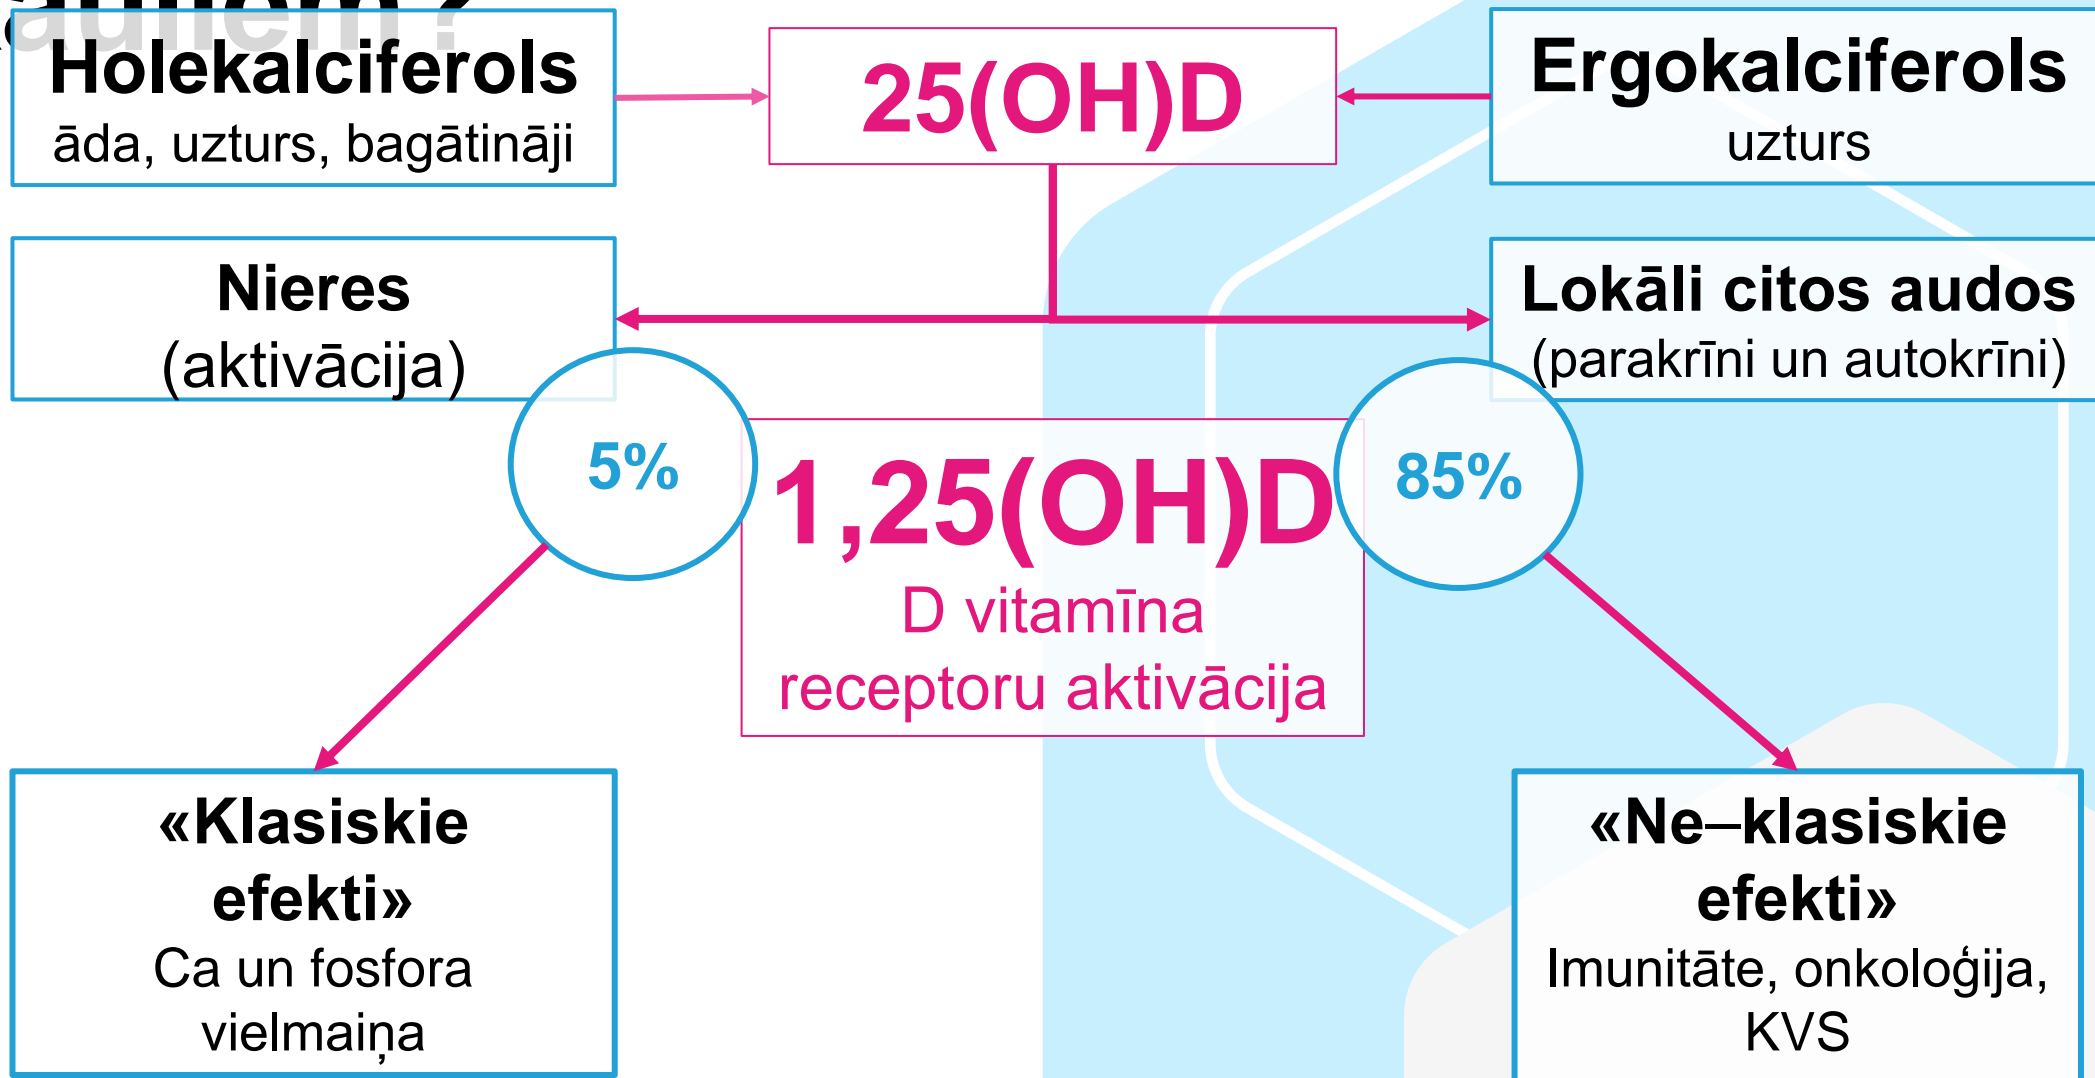 Holekalciferols
āda, uzturs, bagātināji
25(OH)D
Ergokalciferols
uzturs
Nieres
(aktivācija)
Lokāli citos audos
(parakrīni un autokrīni)
5%
85%
1,25(OH)D
D vitamīna
receptoru aktivācija
«Klasiskie
efekti»
Ca un fosfora
vielmaiņa
«Ne–klasiskie
efekti»
Imunitāte, onkoloģija,
KVS